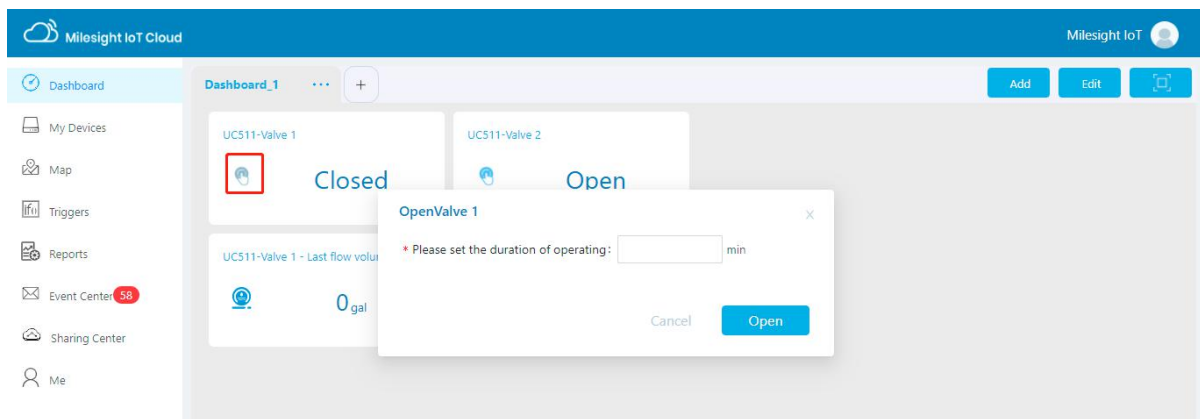 Milesight IoT Cloud
Milesight IoT
Dashboard
My Devices
Map
Triggers
Reports
Event Center 58
Sharing Center
Me
Dashboard_1 ... +
Add
Edit
UC511-Valve 1
Closed
UC511-Valve 2
Open
UC511-Valve 1 - Last flow volu
0 gal
OpenValve 1
X
* Please set the duration of operating: min
Cancel
Open